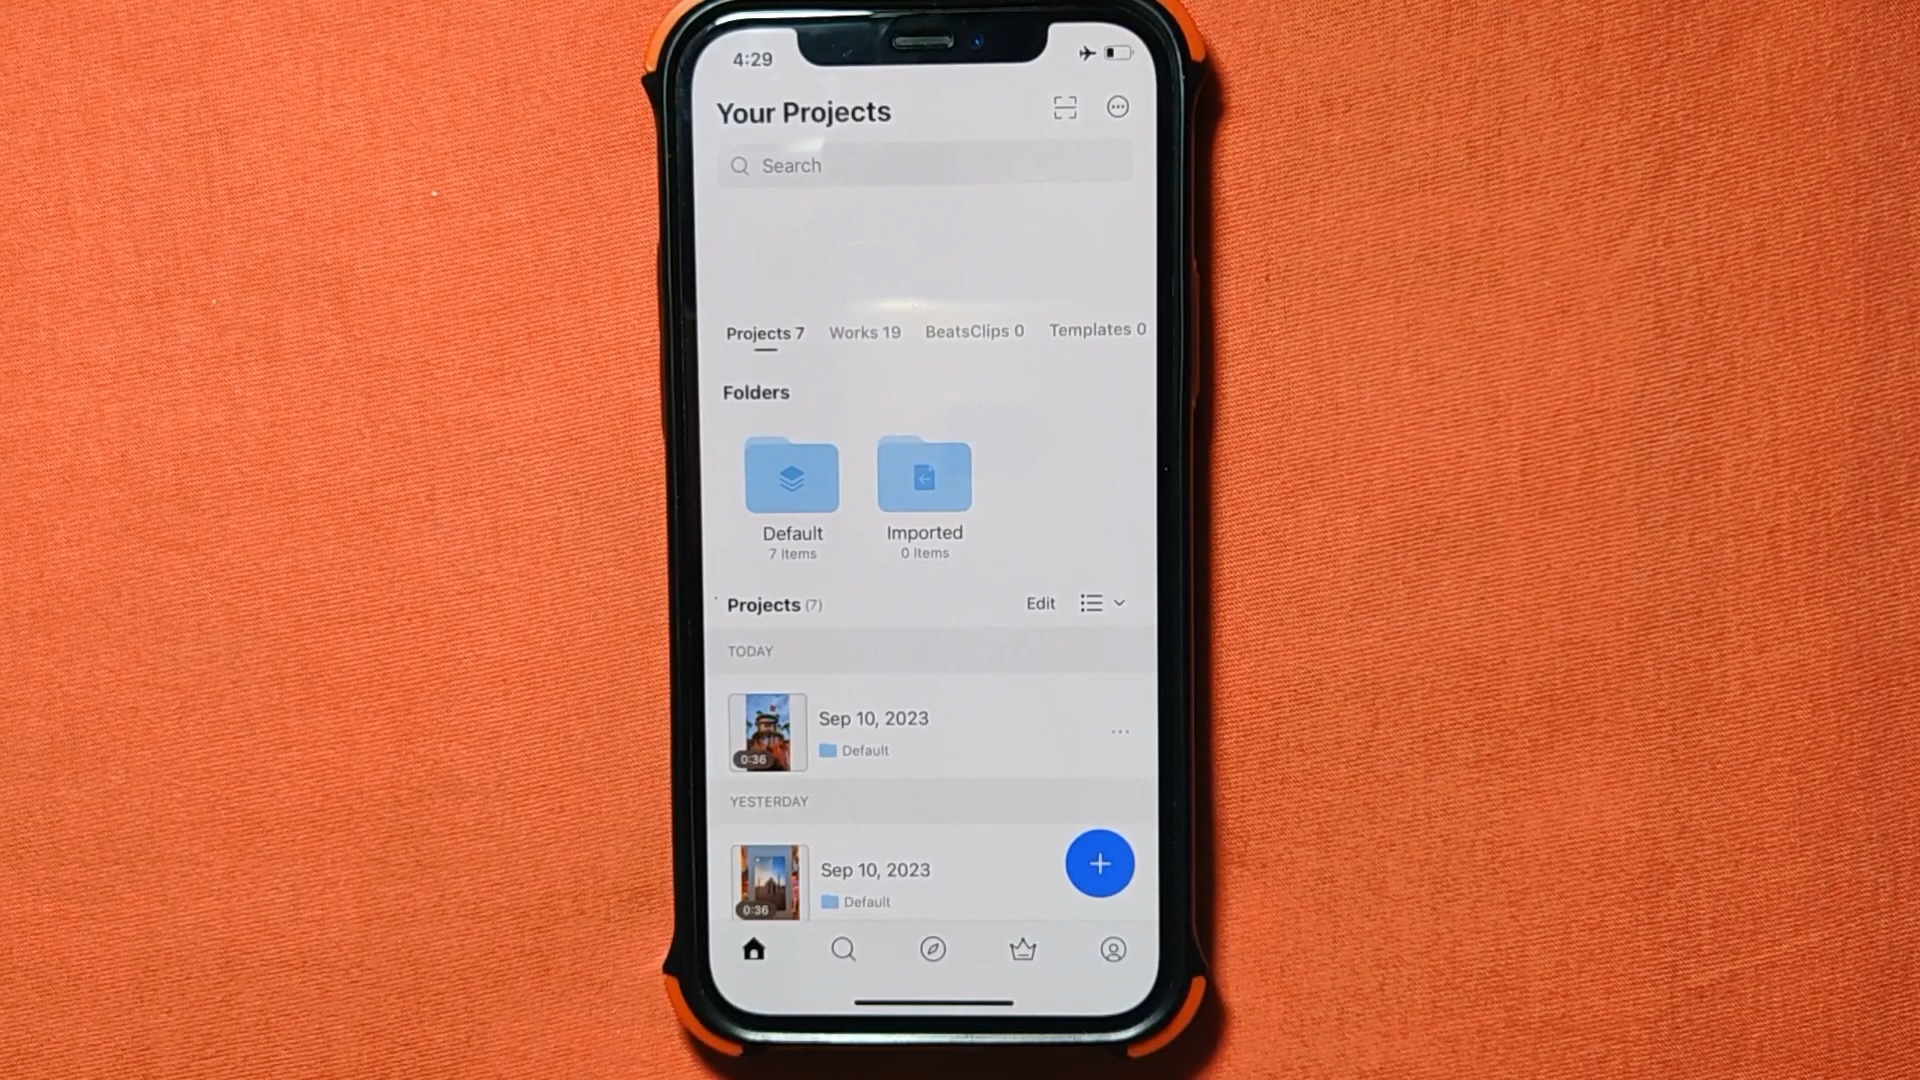 4:29
Your Projects
Search
Projects 7 Works 19 BeatsClips 0 Templates 0
Folders
Default Imported
7 Items 0 Items
Projects (7) Edit
TODAY
Sep 10, 2023
Default
0:36
YESTERDAY
Sep 10, 2023
Default
0:36